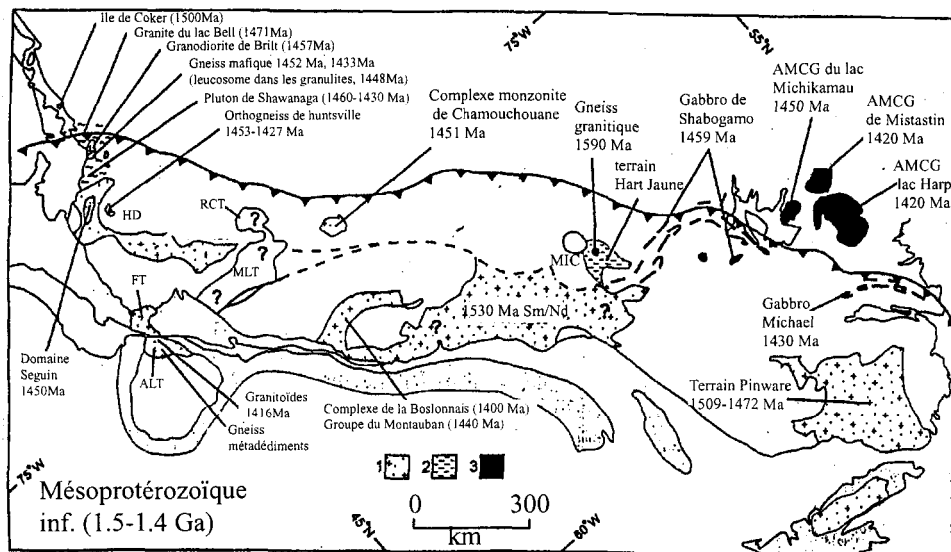 Ile de Coker (1500Ma)
Granite du lac Bell (1471Ma)
Granodiorite de Brilt (1457Ma)
Gneiss mafique 1452 Ma, 1433Ma
(leucosome dans les granulites, 1448Ma)
Pluton de Shawanaga (1460-1430 Ma)
Orthogneiss de huntsville
1453-1427 Ma
75°W
55°N
Complexe monzonite
de Chamouchouane
1451 Ma
Gneiss
granitique
1590 Ma
terrain
Hart Jaune
Gabbro de
Shabogamo
1459 Ma
AMCG du lac
Michikamau
1450 Ma
AMCG
de Mistastin
1420 Ma
AMCG
lac Harp
1420 Ma
HD
RCT
?
?
MLT
?
MIC
FT
ALT
1530 Ma Sm/Nd
?
?
Gabbro
Michael
1430 Ma
Domaine
Seguin
1450Ma
Granitoïdes
1416Ma
Gneiss
métadédiments
Complexe de la Boslonnais (1400 Ma)
Groupe du Montauban (1440 Ma)
Terrain Pinware
1509-1472 Ma
1 2 3
75°W
Mésoprotérozoïque
inf. (1.5-1.4 Ga)
0 300
km
45°N
60°W